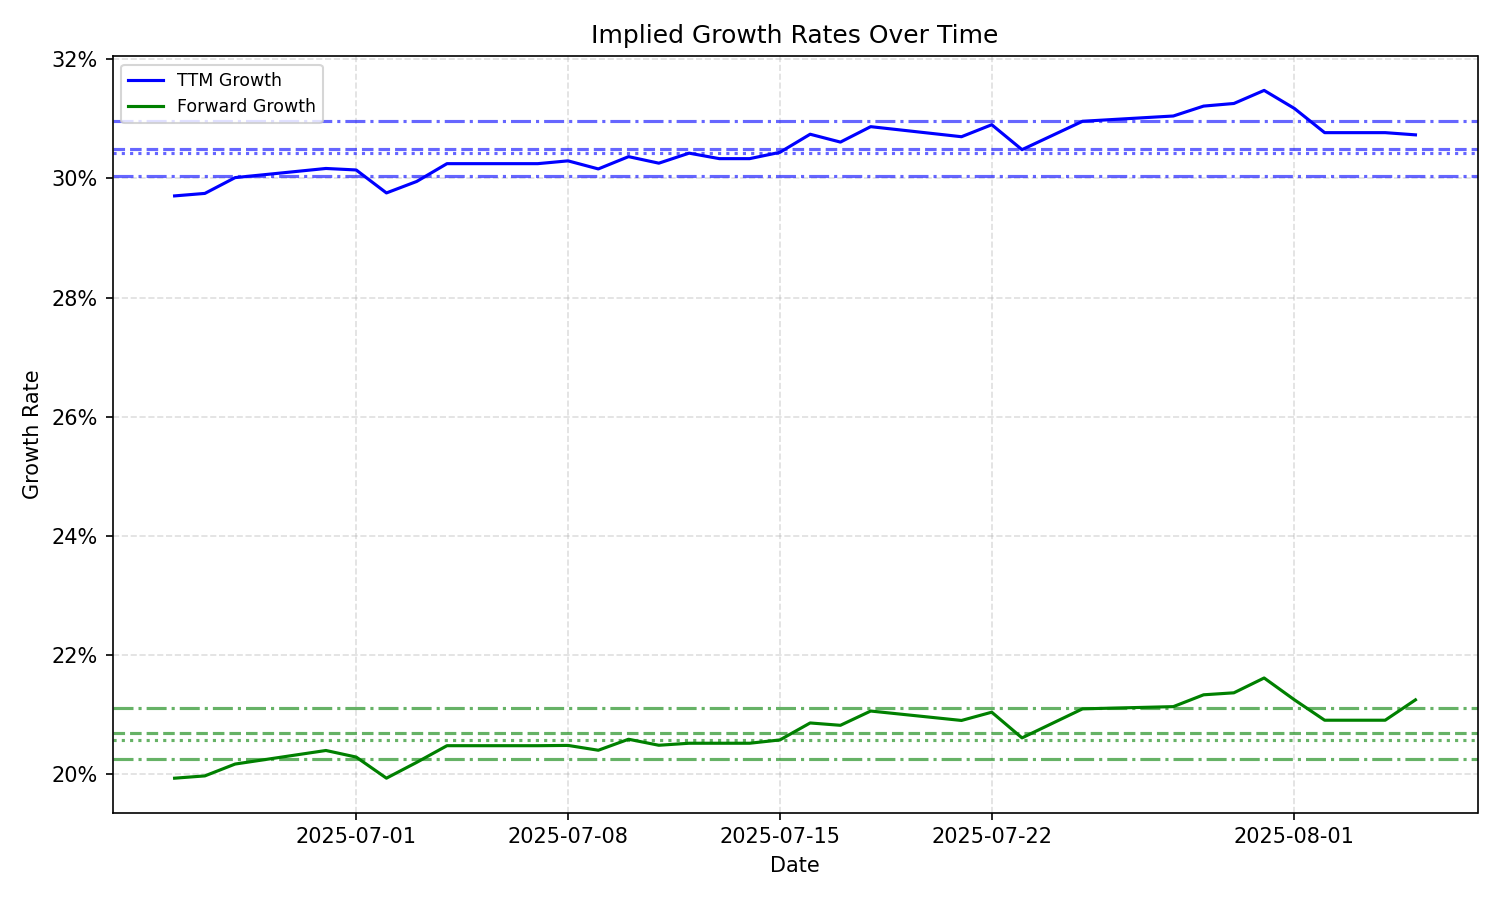 Implied Growth Rates Over Time
TTM Growth
Forward Growth
Growth Rate
32%
30%
28%
26%
24%
22%
20%
2025-07-01
2025-07-08
2025-07-15
2025-07-22
2025-08-01
Date